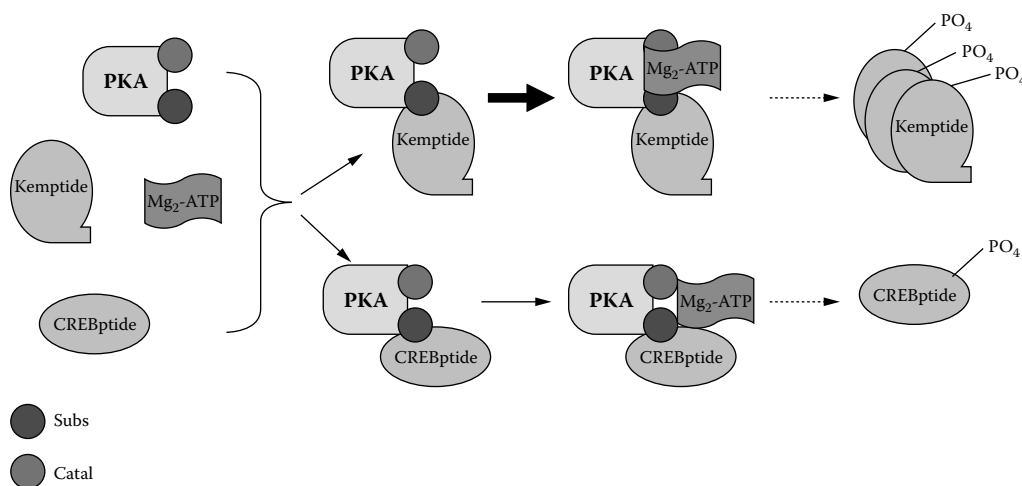 PO₄
PO₄
PO₄
PKA
PKA
PKA
Mg₂-ATP
Kemptide
Kemptide
Kemptide
Kemptide
Mg₂-ATP
PO₄
PKA
PKA
Mg₂-ATP
CREBptide
CREBptide
CREBptide
CREBptide
Subs
Catal